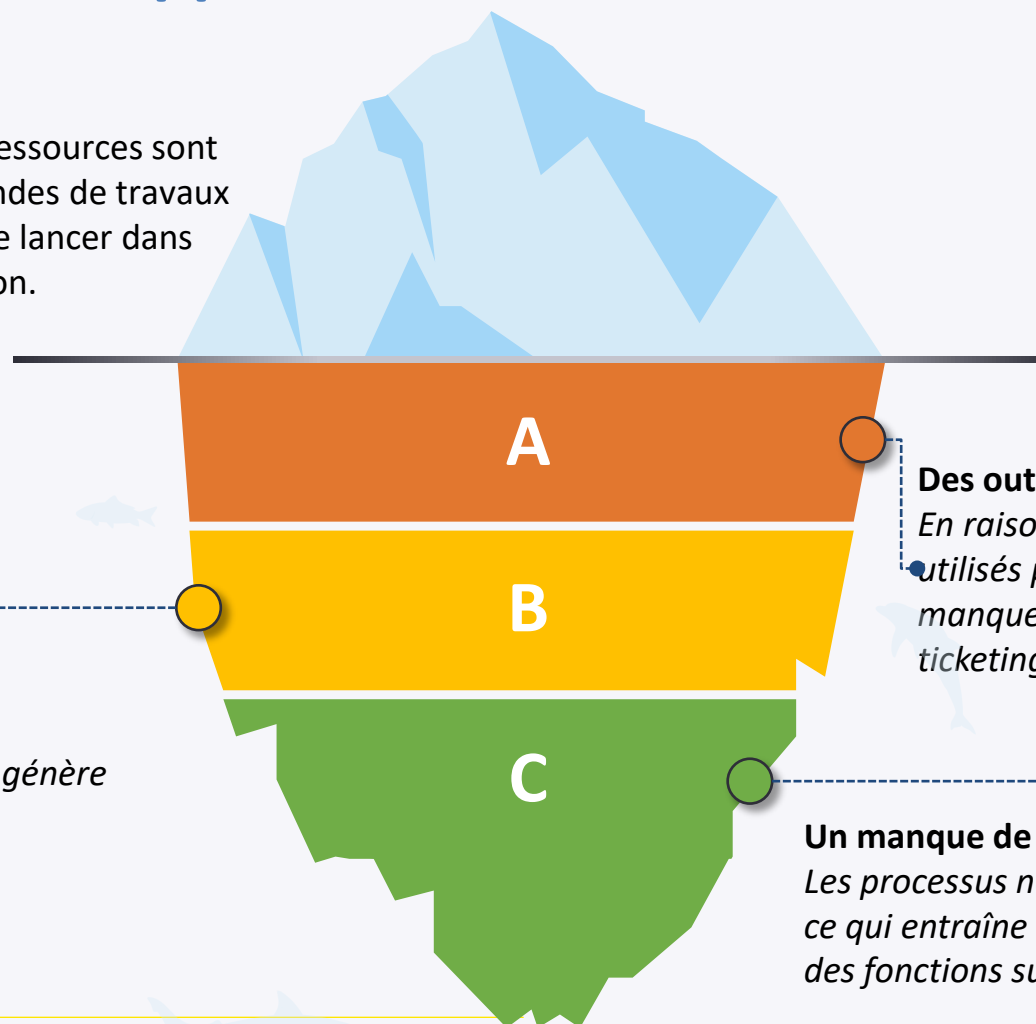 essources sont
ndes de travaux
e lancer dans
on.
A
Des out
En raiso
utilisés p
manque
ticketing
B
génère
C
Un manque de
Les processus n
ce qui entraîne
des fonctions su